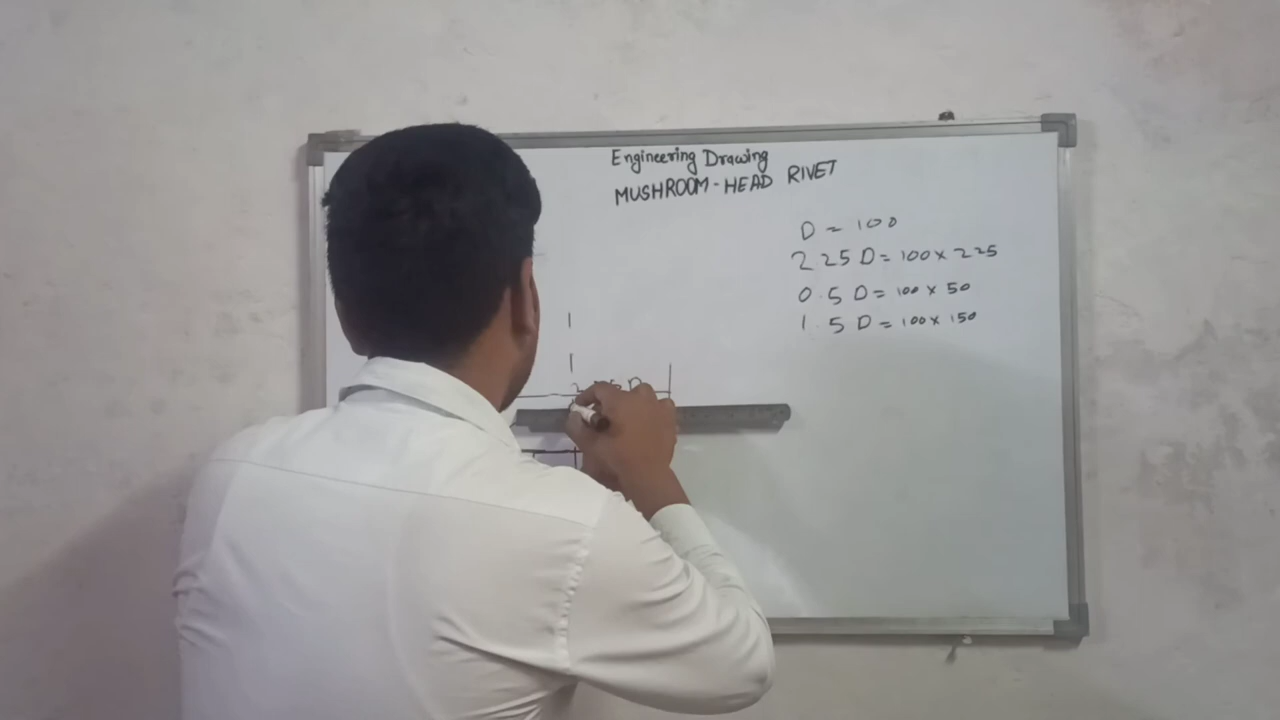 Engineering Drawing
MUSHROOM-HEAD RIVET
D = 100
2 25 D = 100 x 225
0.5 D = 100 x 50
1.5 D = 100 x 150
D